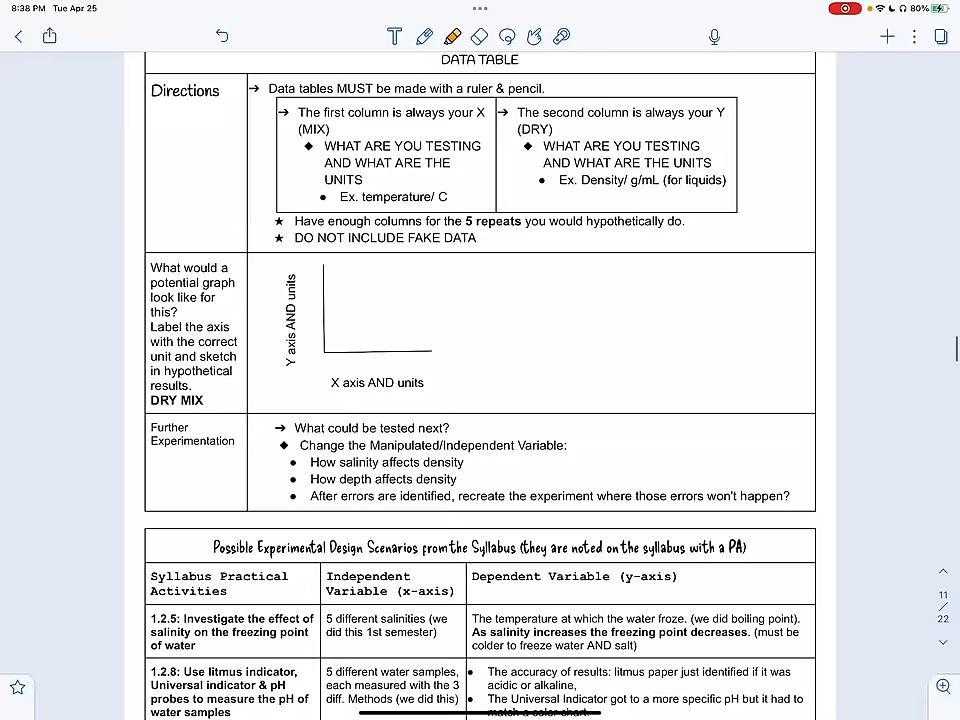 8:38 PM Tue Apr 25
80%
DATA TABLE
Directions
➔ Data tables MUST be made with a ruler & pencil.
➔ The first column is always your X
(MIX)
◆ WHAT ARE YOU TESTING
AND WHAT ARE THE
UNITS
● Ex. temperature/ C
➔ The second column is always your Y
(DRY)
◆ WHAT ARE YOU TESTING
AND WHAT ARE THE UNITS
● Ex. Density/ g/mL (for liquids)
★ Have enough columns for the 5 repeats you would hypothetically do.
★ DO NOT INCLUDE FAKE DATA
What would a
potential graph
look like for
this?
Label the axis
with the correct
unit and sketch
in hypothetical
results.
DRY MIX
Y axis AND units
X axis AND units
Further
Experimentation
➔ What could be tested next?
◆ Change the Manipulated/Independent Variable:
● How salinity affects density
● How depth affects density
● After errors are identified, recreate the experiment where those errors won't happen?
Possible Experimental Design Scenarios from the Syllabus (they are noted on the syllabus with a PA)
Syllabus Practical
Activities
Independent
Variable (x-axis)
Dependent Variable (y-axis)
1.2.5: Investigate the effect of
salinity on the freezing point
of water
5 different salinities (we
did this 1st semester)
The temperature at which the water froze. (we did boiling point).
As salinity increases the freezing point decreases. (must be
colder to freeze water AND salt)
1.2.8: Use litmus indicator,
Universal indicator & pH
probes to measure the pH of
water samples
5 different water samples,
each measured with the 3
diff. Methods (we did this)
● The accuracy of results: litmus paper just identified if it was
acidic or alkaline,
● The Universal Indicator got to a more specific pH but it had to
match a color chart.
11
/
22